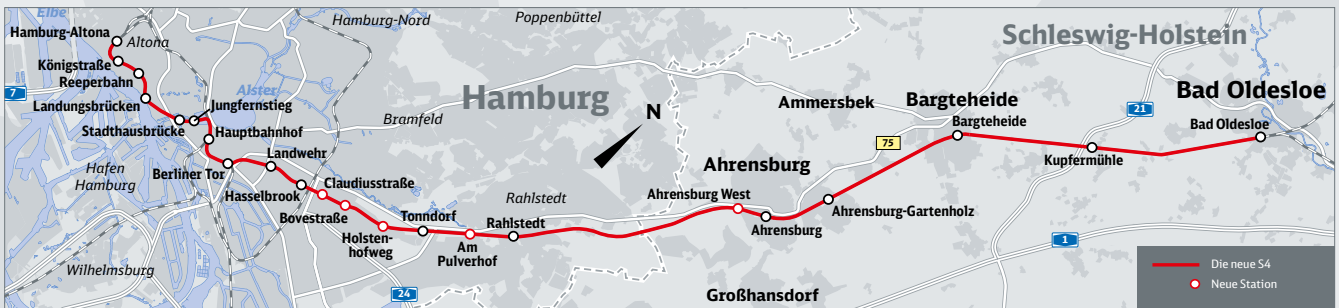 Elbe
Hamburg-Nord
Poppenbüttel
Schleswig-Holstein
Hamburg-Altona
Altona
Königstraße
Reeperbahn
7
Landungsbrücken
Alster
Jungfernstieg
Stadthausbrücke
Hauptbahnhof
Hamburg
N
Bramfeld
Ammersbek
Bargteheide
Bargteheide
21
Bad Oldesloe
Bad Oldesloe
75
Kupfermühle
Hafen
Hamburg
Berliner Tor
Landwehr
Hasselbrook
Claudiusstraße
Bovestraße
Holsten-
hofweg
Tonndorf
Am
Pulverhof
Rahlstedt
Rahlstedt
Ahrensburg
Ahrensburg West
Ahrensburg
Ahrensburg-Gartenholz
1
Wilhelmsburg
24
Großhansdorf
Die neue S4
Neue Station